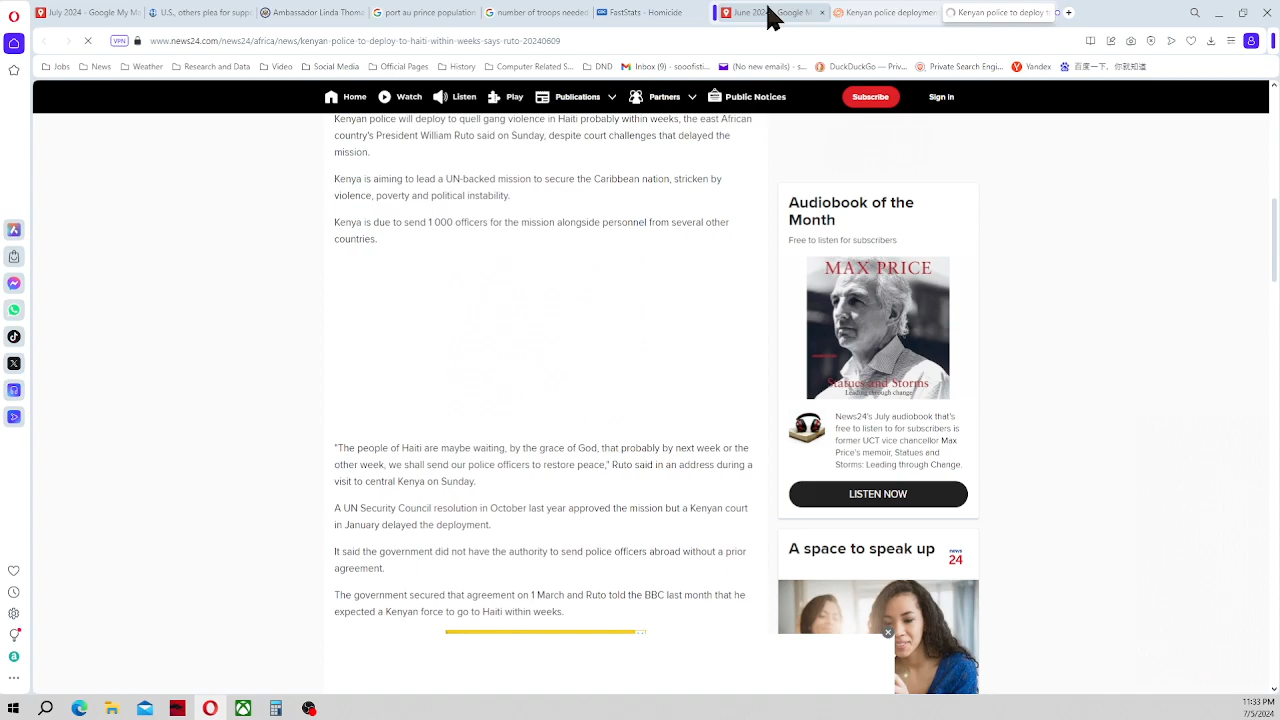 July 2024 - Google My M
U.S., others plea for suppo
Ambassador Linda Thoma
port au prince population
number of troops needed
FastStats - Homicide
June 2024 - Google M
Kenyan police deploymen
Kenyan police to deploy to
VPN
www.news24.com/news24/africa/news/kenyan-police-to-deploy-to-haiti-within-weeks-says-ruto-20240609
Jobs
News
Weather
Research and Data
Video
Social Media
Official Pages
History
Computer Related S...
DND
Inbox (9) - sooofisti...
(No new emails) - s...
DuckDuckGo — Priv...
Private Search Engi...
Yandex
百度一下，你就知道
Home
Watch
Listen
Play
Publications
Partners
Public Notices
Subscribe
Sign in
Kenyan police will deploy to quell gang violence in Haiti probably within weeks, the east African
country's President William Ruto said on Sunday, despite court challenges that delayed the
mission.
Kenya is aiming to lead a UN-backed mission to secure the Caribbean nation, stricken by
violence, poverty and political instability.
Kenya is due to send 1 000 officers for the mission alongside personnel from several other
countries.
"The people of Haiti are maybe waiting, by the grace of God, that probably by next week or the
other week, we shall send our police officers to restore peace," Ruto said in an address during a
visit to central Kenya on Sunday.
A UN Security Council resolution in October last year approved the mission but a Kenyan court
in January delayed the deployment.
It said the government did not have the authority to send police officers abroad without a prior
agreement.
The government secured that agreement on 1 March and Ruto told the BBC last month that he
expected a Kenyan force to go to Haiti within weeks.
Audiobook of the
Month
Free to listen for subscribers
MAX PRICE
Statues and Storms
Leading through change
News24's July audiobook that's
free to listen to for subscribers is
former UCT vice chancellor Max
Price's memoir, Statues and
Storms: Leading through Change.
LISTEN NOW
A space to speak up
news
24
11:33 PM
7/5/2024